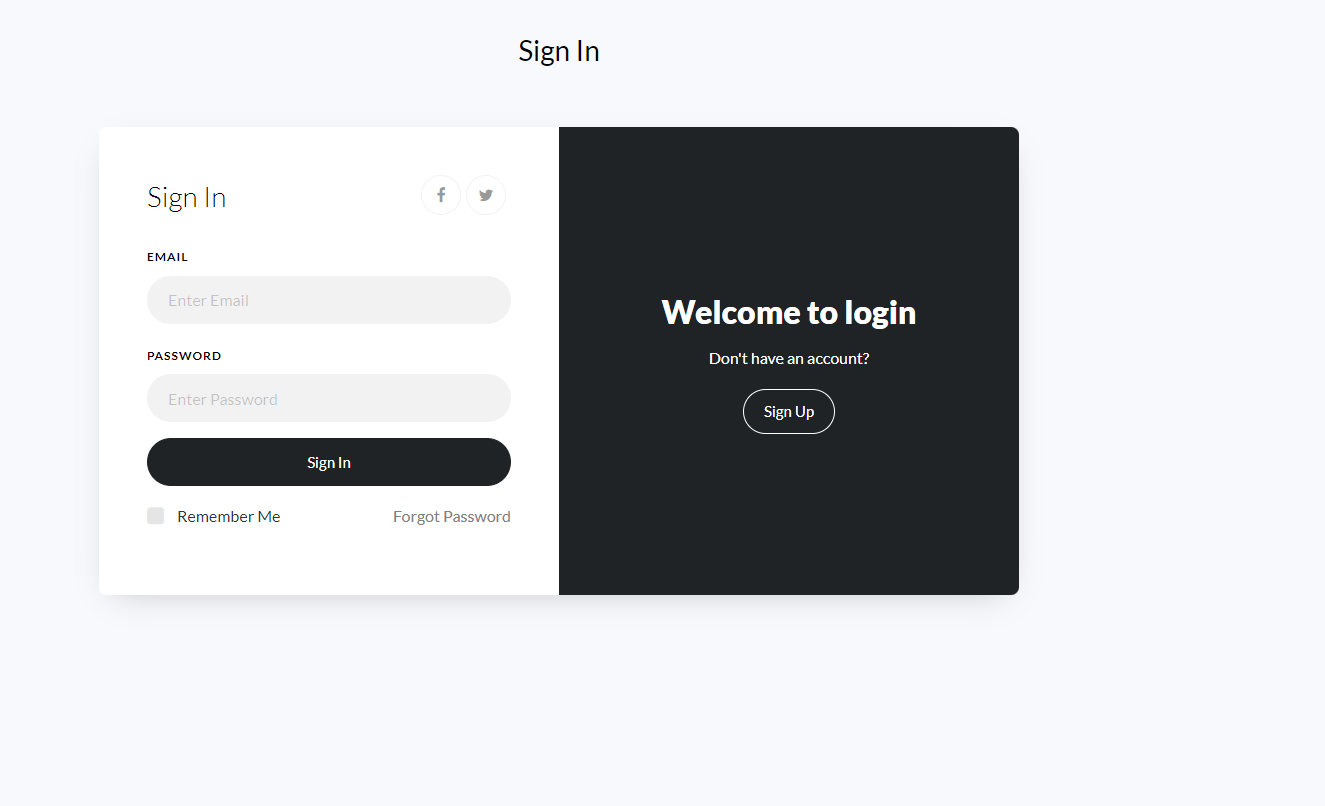 Sign In
Sign In
EMAIL
Enter Email
PASSWORD
Enter Password
Sign In
Remember Me
Forgot Password
Welcome to login
Don't have an account?
Sign Up